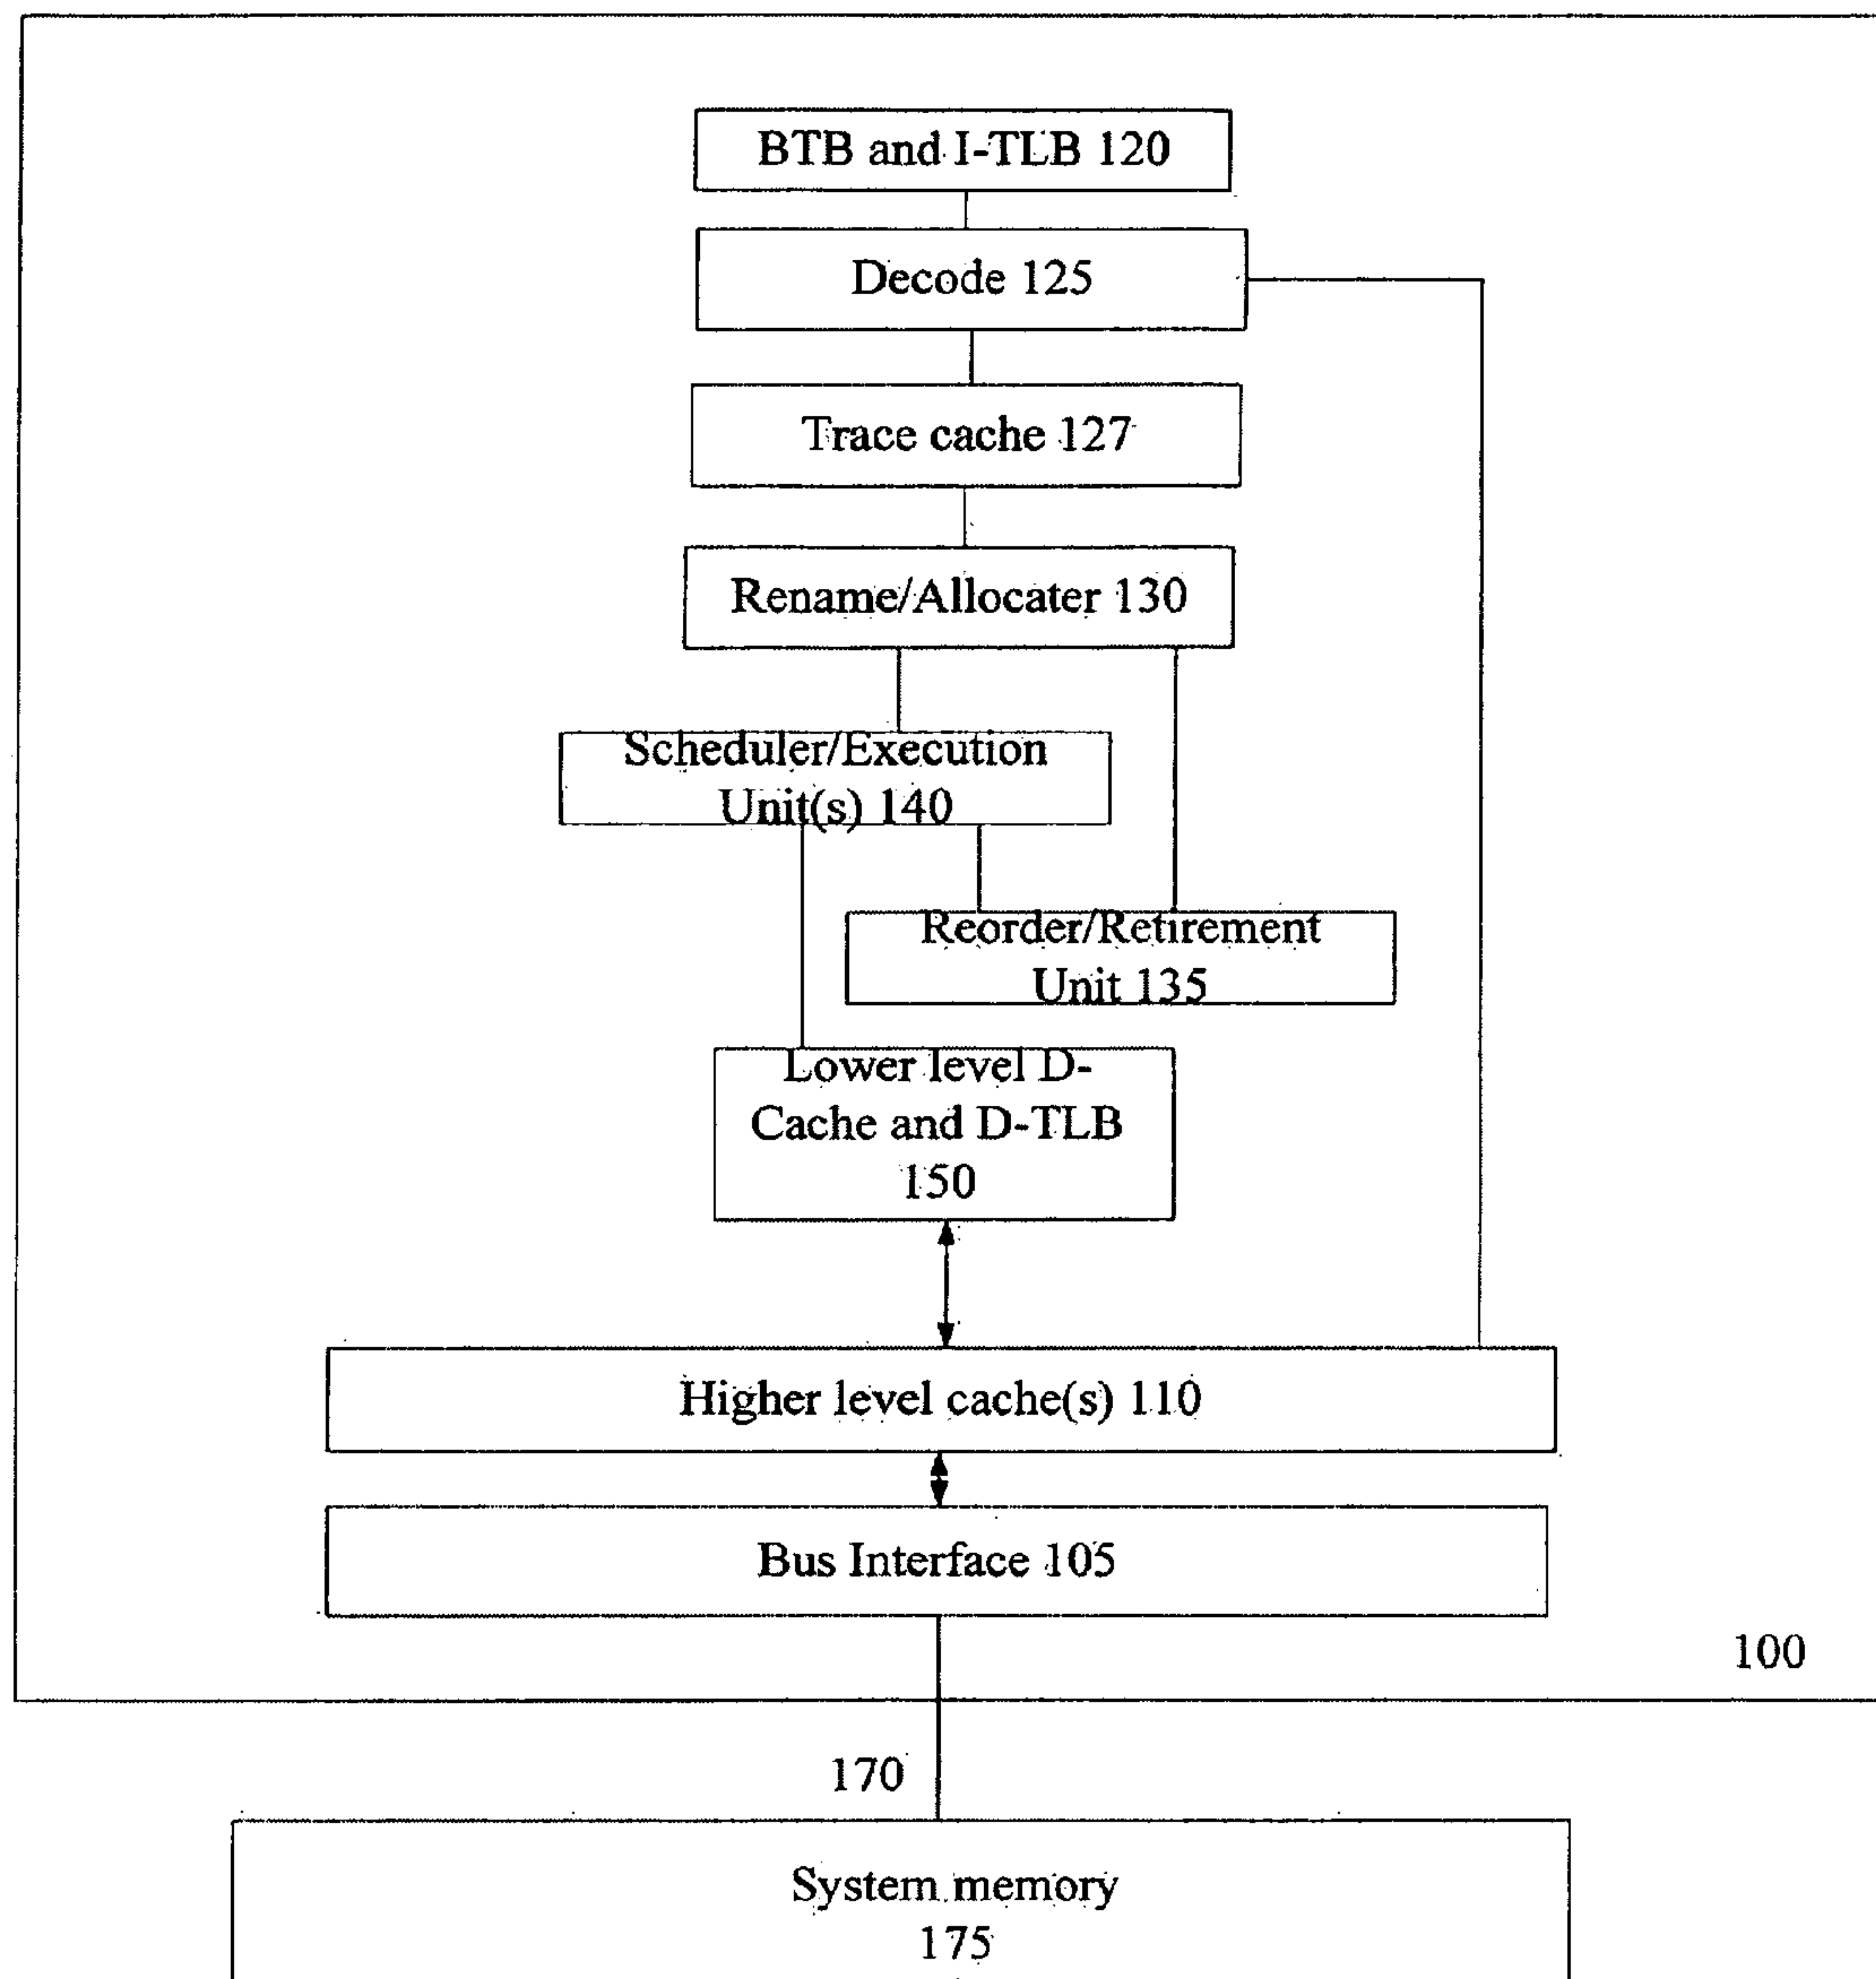 BTB and I-TLB 120
Decode 125
Trace cache 127
Rename/Allocater 130
Scheduler/Execution
Unit(s) 140
Reorder/Retirement
Unit 135
Lower level D-
Cache and D-TLB
150
Higher level cache(s) 110
Bus Interface 105
100
170
System memory
175